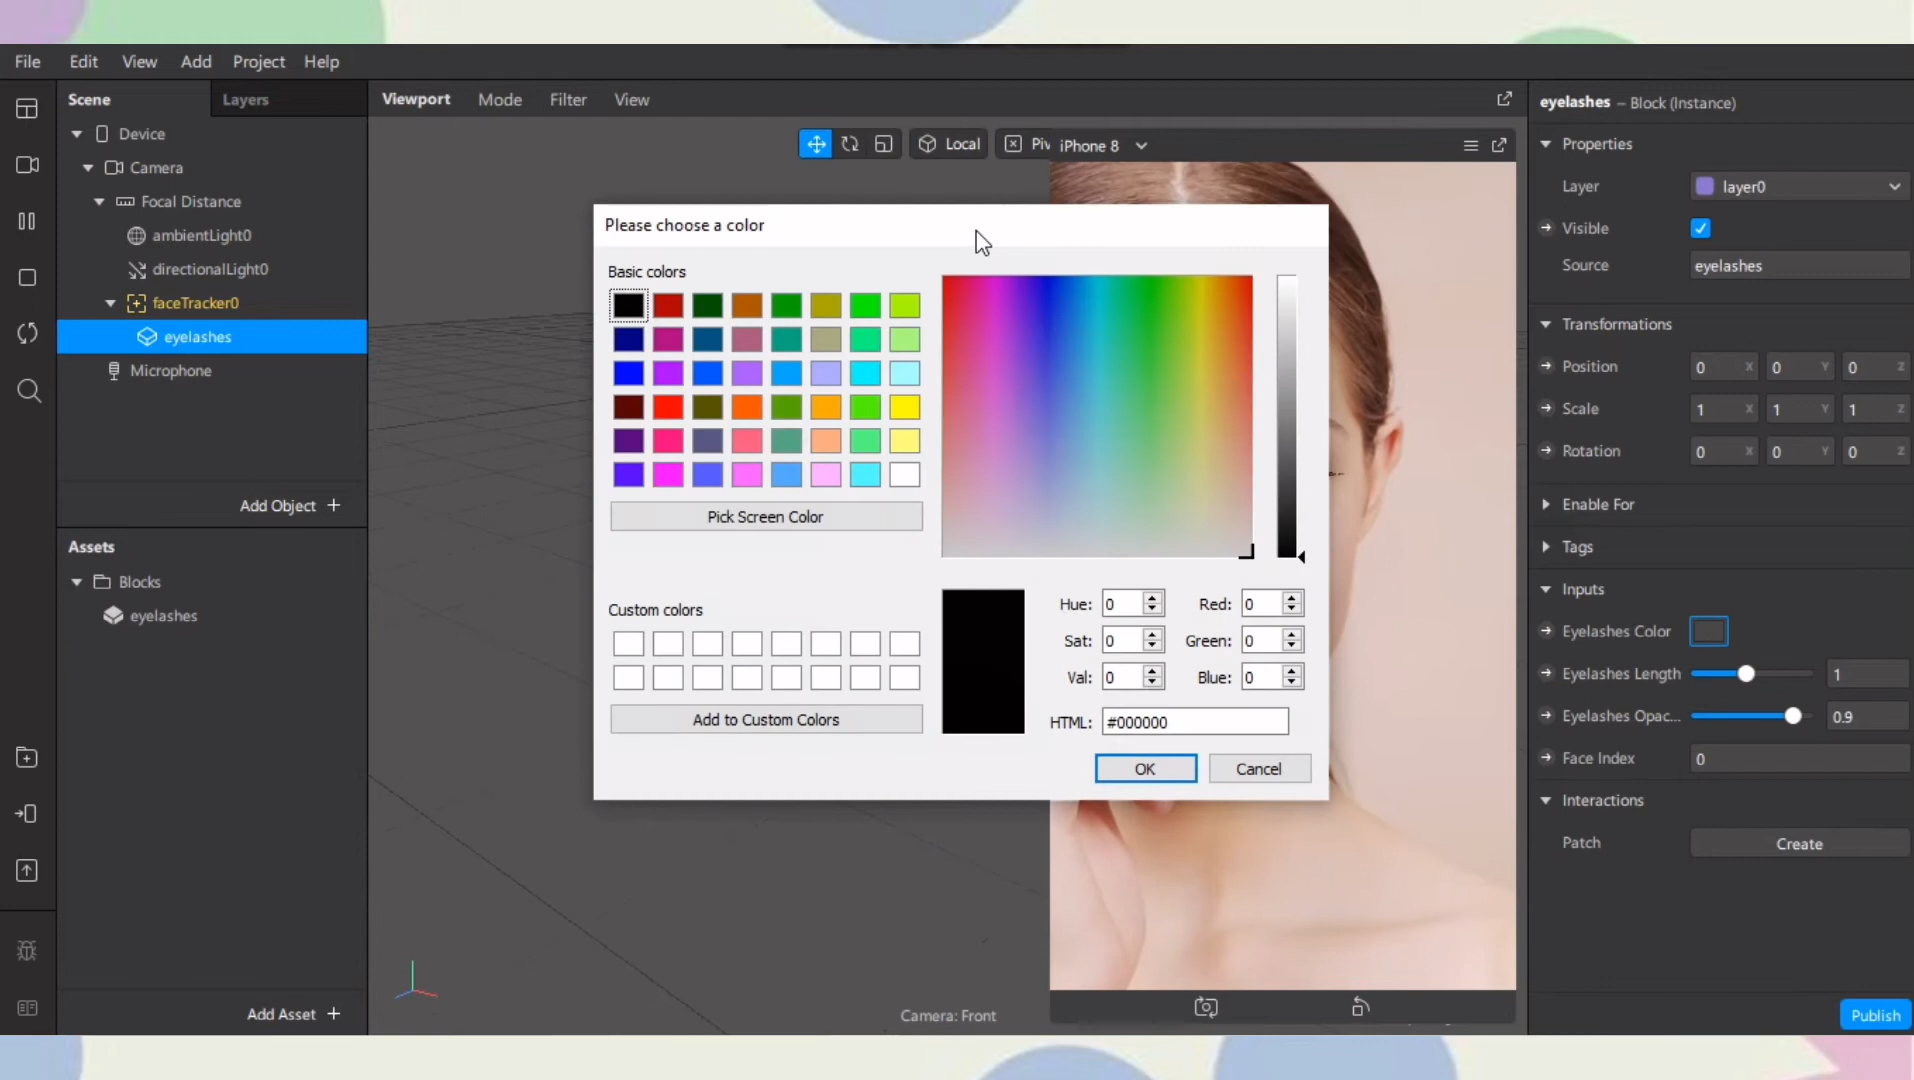 File Edit View Add Project Help
Scene Layers
Device
Camera
Focal Distance
ambientLight0
directionalLight0
faceTracker0
eyelashes
Microphone
Add Object +
Assets
Blocks
eyelashes
Add Asset +
Viewport Mode Filter View
Local Piv
iPhone 8
Please choose a color
Basic colors
Pick Screen Color
Custom colors
Add to Custom Colors
Hue: 0 Red: 0
Sat: 0 Green: 0
Val: 0 Blue: 0
HTML: #000000
OK Cancel
Camera: Front
eyelashes – Block (Instance)
Properties
Layer layer0
Visible
Source eyelashes
Transformations
Position 0 X 0 Y 0 Z
Scale 1 X 1 Y 1 Z
Rotation 0 X 0 Y 0 Z
Enable For
Tags
Inputs
Eyelashes Color
Eyelashes Length 1
Eyelashes Opac... 0.9
Face Index 0
Interactions
Patch Create
Publish